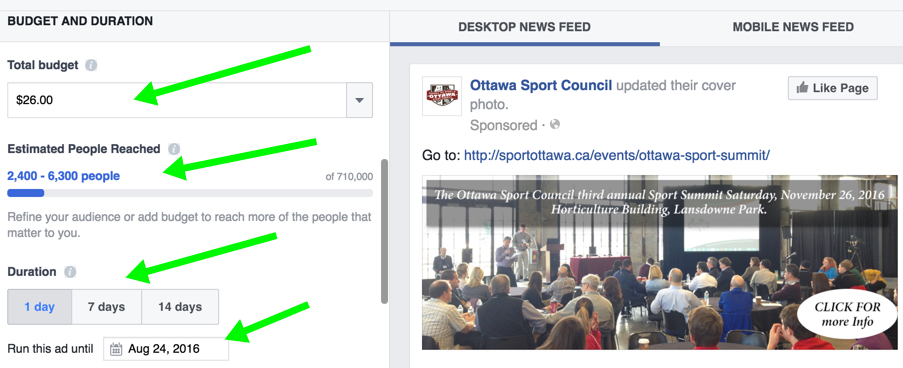 BUDGET AND DURATION
Total budget
$26.00
Estimated People Reached
2,400 - 6,300 people
of 710,000
Refine your audience or add budget to reach more of the people that
matter to you.
Duration
1 day 7 days 14 days
Run this ad until Aug 24, 2016
DESKTOP NEWS FEED MOBILE NEWS FEED
OTTAWA
Ottawa Sport Council updated their cover
photo.
Sponsored ·
Like Page
Go to: http://sportottawa.ca/events/ottawa-sport-summit/
The Ottawa Sport Council third annual Sport Summit Saturday, November 26, 2016
Horticulture Building, Lansdowne Park.
CLICK FOR
more Info